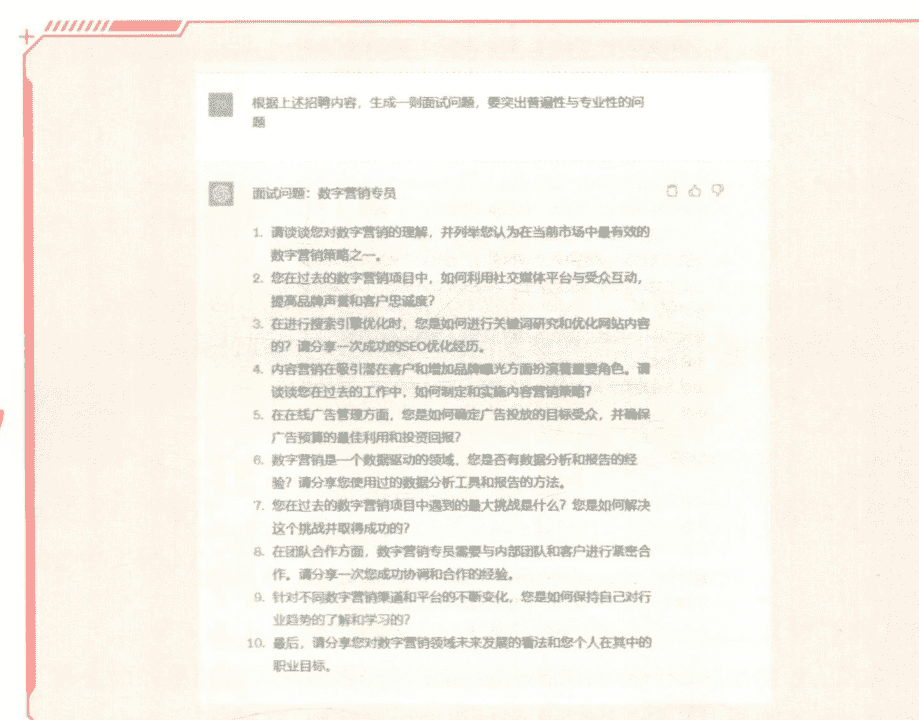 根据上述招聘内容，生成一则面试问题，要突出普遍性与专业性的问
题
面试问题：数字营销专员
1. 请谈谈您对数字营销的理解，并列举您认为在当前市场中最有效的
数字营销策略之一。
2. 您在过去的数字营销项目中，如何利用社交媒体平台与受众互动，
提高品牌声誉和客户忠诚度？
3. 在进行搜索引擎优化时，您是如何进行关键词研究和优化网站内容
的？请分享一次成功的SEO优化经历。
4. 内容营销在吸引潜在客户和增加品牌曝光方面扮演着重要角色。请
谈谈您在过去的工作中，如何制定和实施内容营销策略？
5. 在在线广告管理方面，您是如何确定广告投放的目标受众，并确保
广告预算的最佳利用和投资回报？
6. 数字营销是一个数据驱动的领域，您是否有数据分析和报告的经
验？请分享您使用过的数据分析工具和报告的方法。
7. 您在过去的数字营销项目中遇到的最大挑战是什么？您是如何解决
这个挑战并取得成功的？
8. 在团队合作方面，数字营销专员需要与内部团队和客户进行紧密合
作。请分享一次您成功协调和合作的经验。
9. 针对不同数字营销渠道和平台的不断变化，您是如何保持自己对行
业趋势的了解和学习的？
10. 最后，请分享您对数字营销领域未来发展的看法和您个人在其中的
职业目标。